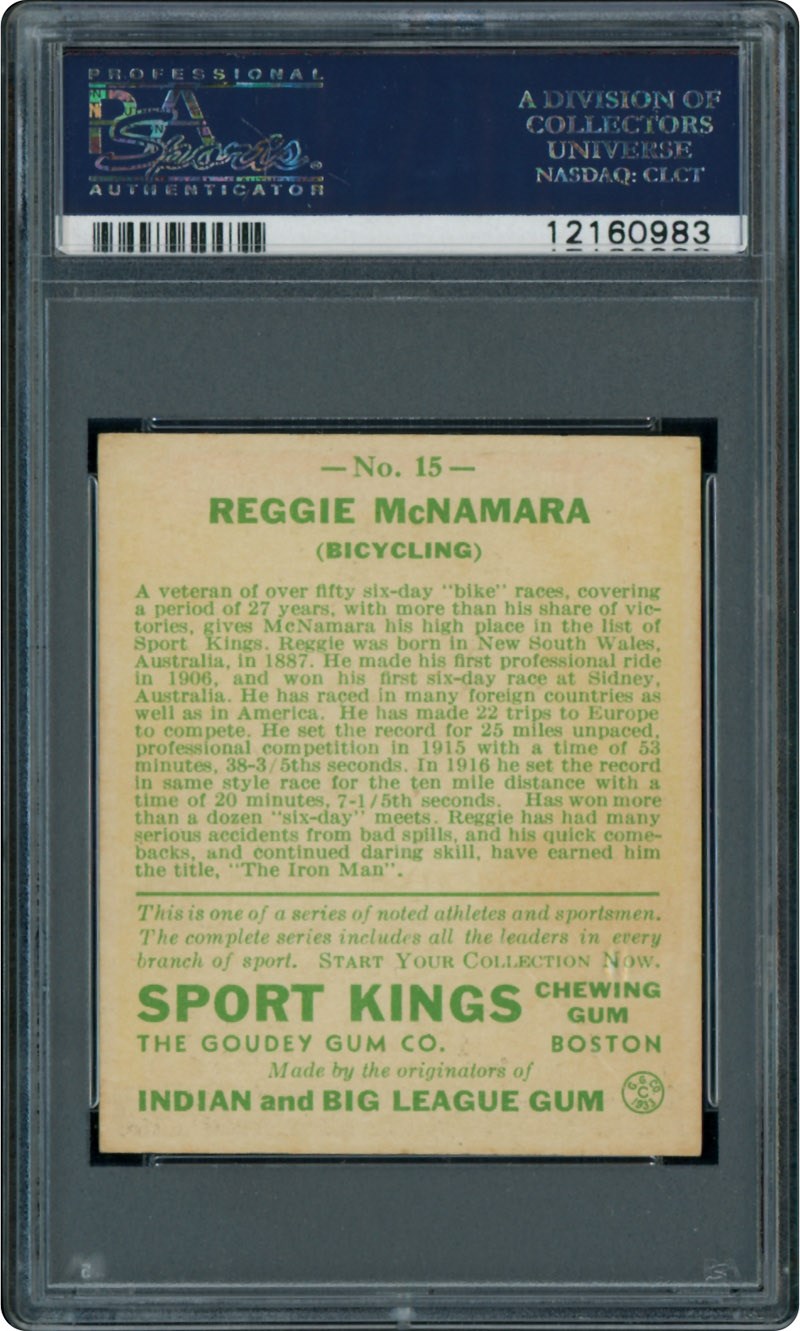 PROFESSIONAL
PSA
Sports
AUTHENTICATOR
A DIVISION OF
COLLECTORS
UNIVERSE
NASDAQ: CLCT
12160983
—No. 15—
REGGIE McNAMARA
(BICYCLING)
A veteran of over fifty six-day "bike" races, covering
a period of 27 years, with more than his share of vic-
tories, gives McNamara his high place in the list of
Sport Kings. Reggie was born in New South Wales,
Australia, in 1887. He made his first professional ride
in 1906, and won his first six-day race at Sidney,
Australia. He has raced in many foreign countries as
well as in America. He has made 22 trips to Europe
to compete. He set the record for 25 miles unpaced,
professional competition in 1915 with a time of 53
minutes, 38-3/5ths seconds. In 1916 he set the record
in same style race for the ten mile distance with a
time of 20 minutes, 7-1/5th seconds. Has won more
than a dozen "six-day" meets. Reggie has had many
serious accidents from bad spills, and his quick come-
backs, and continued daring skill, have earned him
the title, "The Iron Man".
This is one of a series of noted athletes and sportsmen.
The complete series includes all the leaders in every
branch of sport. START YOUR COLLECTION NOW.
SPORT KINGS CHEWING GUM
THE GOUDEY GUM CO. BOSTON
Made by the originators of
INDIAN and BIG LEAGUE GUM
G. G. Co. C 1933